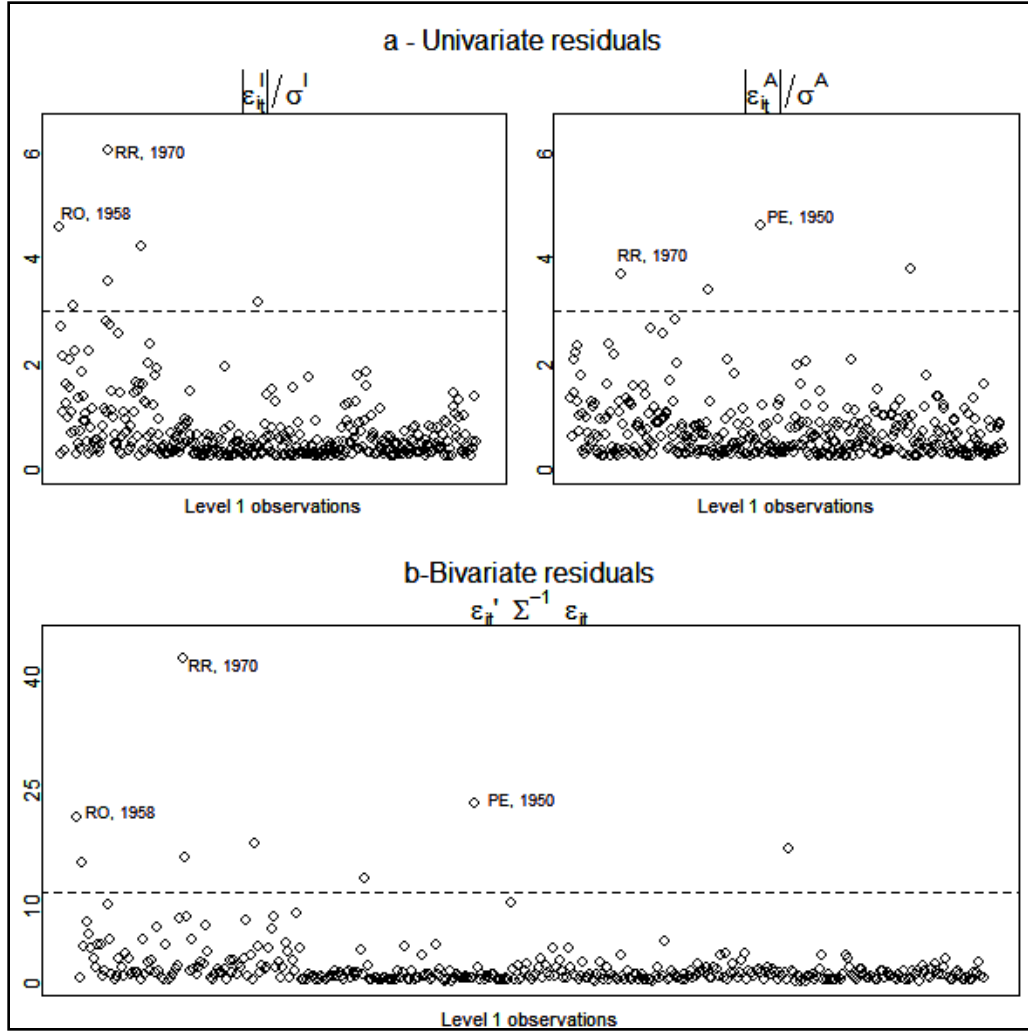 a - Univariate residuals
|ε_it^I| / σ^I
|ε_it^A| / σ^A
6
4
2
0
RR, 1970
RO, 1958
Level 1 observations
6
4
2
0
PE, 1950
RR, 1970
Level 1 observations
b-Bivariate residuals
ε_it' Σ^−1 ε_it
40
25
10
0
RR, 1970
PE, 1950
RO, 1958
Level 1 observations